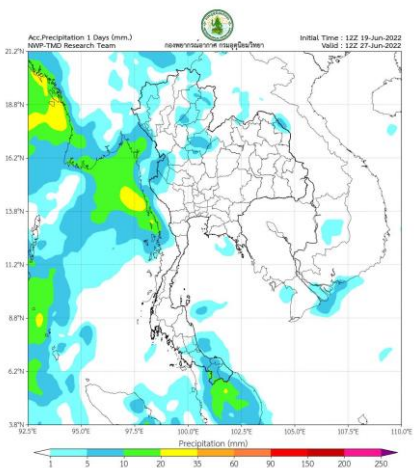 Acc.Precipitation 1 Days (mm.)
NWP-TMD Research Team
กองพยากรณ์อากาศ กรมอุตุนิยมวิทยา
Initial Time : 12Z 19-Jun-2022
Valid : 12Z 27-Jun-2022
21.2°N
18.8°N
16.2°N
13.8°N
11.2°N
8.8°N
6.2°N
3.8°N
92.5°E 95.0°E 97.5°E 100.0°E 102.5°E 105.0°E 107.5°E 110.0°E
Precipitation (mm)
1 5 10 20 35 60 90 150 200 250